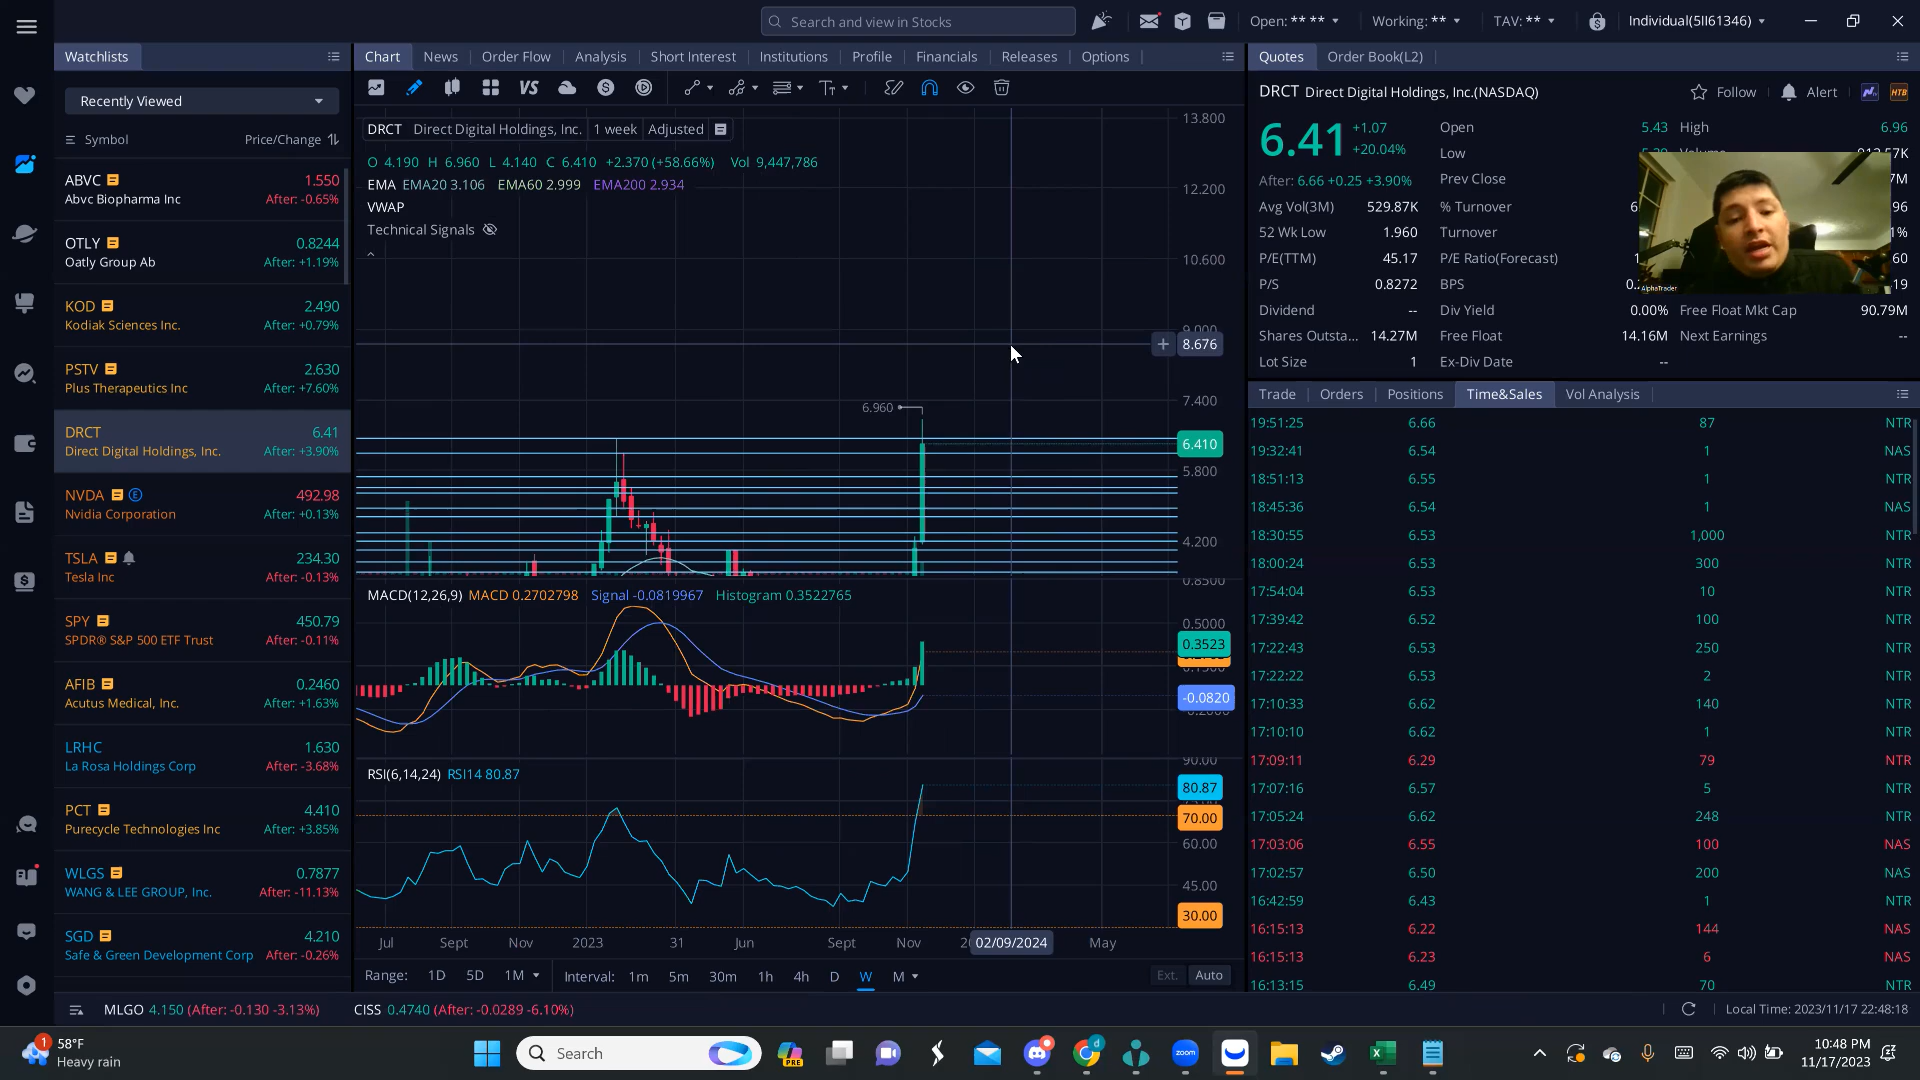 Search and view in Stocks
Open: ** **
Working: **
TAV: **
Individual(5II61346)
Watchlists
Recently Viewed
Symbol
Price/Change
ABVC 1.550
Abvc Biopharma Inc After: -0.65%
OTLY 0.8244
Oatly Group Ab After: +1.19%
KOD 2.490
Kodiak Sciences Inc. After: +0.79%
PSTV 2.630
Plus Therapeutics Inc After: +7.60%
DRCT 6.41
Direct Digital Holdings, Inc. After: +3.90%
NVDA E 492.98
Nvidia Corporation After: +0.13%
TSLA 234.30
Tesla Inc After: -0.13%
SPY 450.79
SPDR® S&P 500 ETF Trust After: -0.11%
AFIB 0.2460
Acutus Medical, Inc. After: +1.63%
LRHC 1.630
La Rosa Holdings Corp After: -3.68%
PCT 4.410
Purecycle Technologies Inc After: +3.85%
WLGS 0.7877
WANG & LEE GROUP, Inc. After: -11.13%
SGD 4.210
Safe & Green Development Corp After: -0.26%
Chart News Order Flow Analysis Short Interest Institutions Profile Financials Releases Options
VS
DRCT Direct Digital Holdings, Inc. 1 week Adjusted
O 4.190 H 6.960 L 4.140 C 6.410 +2.370 (+58.66%) Vol 9,447,786
EMA EMA20 3.106 EMA60 2.999 EMA200 2.934
VWAP
Technical Signals
13.800
12.200
10.600
9.000
8.676
7.400
6.960
6.410
5.800
4.200
0.8500
MACD(12,26,9) MACD 0.2702798 Signal -0.0819967 Histogram 0.3522765
0.5000
0.3523
-0.0820
90.00
RSI(6,14,24) RSI14 80.87
80.87
70.00
60.00
45.00
30.00
Jul Sept Nov 2023 31 Jun Sept Nov 02/09/2024 May
Range: 1D 5D 1M Interval: 1m 5m 30m 1h 4h D W M Ext. Auto
Quotes Order Book(L2)
DRCT Direct Digital Holdings, Inc.(NASDAQ) Follow Alert HTB
6.41 +1.07
+20.04%
After: 6.66 +0.25 +3.90%
Open 5.43 High 6.96
Low
Prev Close
Avg Vol(3M) 529.87K % Turnover
52 Wk Low 1.960 Turnover
P/E(TTM) 45.17 P/E Ratio(Forecast)
P/S 0.8272 BPS
Dividend -- Div Yield 0.00% Free Float Mkt Cap 90.79M
Shares Outsta... 14.27M Free Float 14.16M Next Earnings --
Lot Size 1 Ex-Div Date --
AlphaTrader
Trade Orders Positions Time&Sales Vol Analysis
19:51:25 6.66 87 NTR
19:32:41 6.54 1 NAS
18:51:13 6.55 1 NTR
18:45:36 6.54 1 NAS
18:30:55 6.53 1,000 NTR
18:00:24 6.53 300 NTR
17:54:04 6.53 10 NTR
17:39:42 6.52 100 NTR
17:22:43 6.53 250 NTR
17:22:22 6.53 2 NTR
17:10:33 6.62 140 NTR
17:10:10 6.62 1 NTR
17:09:11 6.29 79 NTR
17:07:16 6.57 5 NTR
17:05:24 6.62 248 NTR
17:03:06 6.55 100 NAS
17:02:57 6.50 200 NAS
16:42:59 6.43 1 NTR
16:15:13 6.22 144 NAS
16:15:13 6.23 6 NAS
16:13:15 6.49 70 NTR
MLGO 4.150 (After: -0.130 -3.13%) CISS 0.4740 (After: -0.0289 -6.10%)
Local Time: 2023/11/17 22:48:18
1
58°F
Heavy rain
Search
PRE
zoom
10:48 PM
11/17/2023